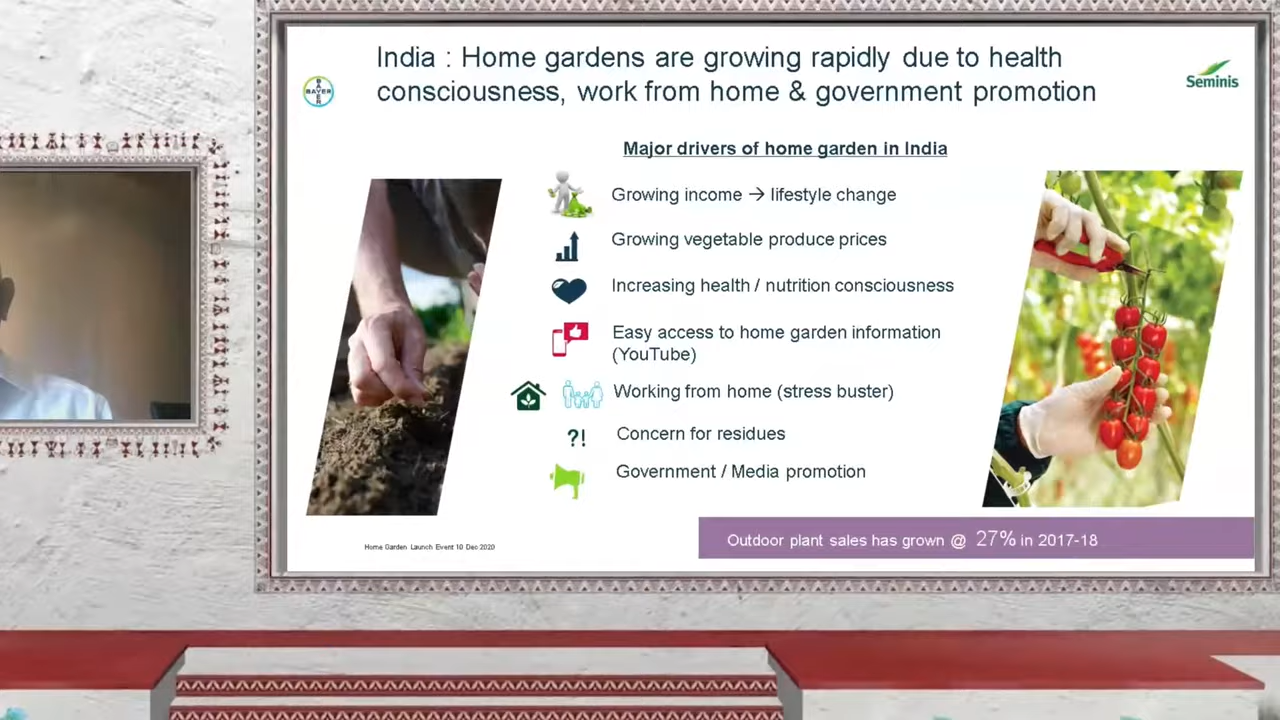 India : Home gardens are growing rapidly due to health
consciousness, work from home & government promotion
BAYER
BAYER
Seminis
Major drivers of home garden in India
Growing income → lifestyle change
Growing vegetable produce prices
Increasing health / nutrition consciousness
Easy access to home garden information
(YouTube)
Working from home (stress buster)
?!
Concern for residues
Government / Media promotion
Outdoor plant sales has grown @ 27% in 2017-18
Home Garden Launch Event 10 Dec 2020